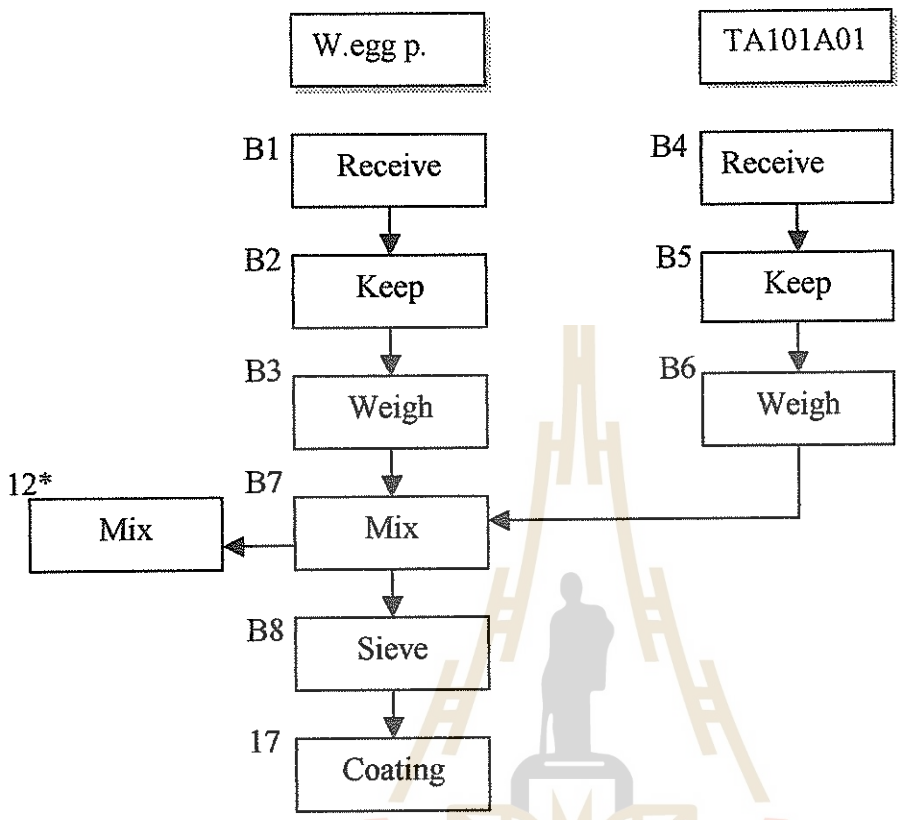 W.egg p.
TA101A01
B1
Receive
B4
Receive
B2
Keep
B5
Keep
B3
Weigh
B6
Weigh
12*
Mix
B7
Mix
B8
Sieve
17
Coating